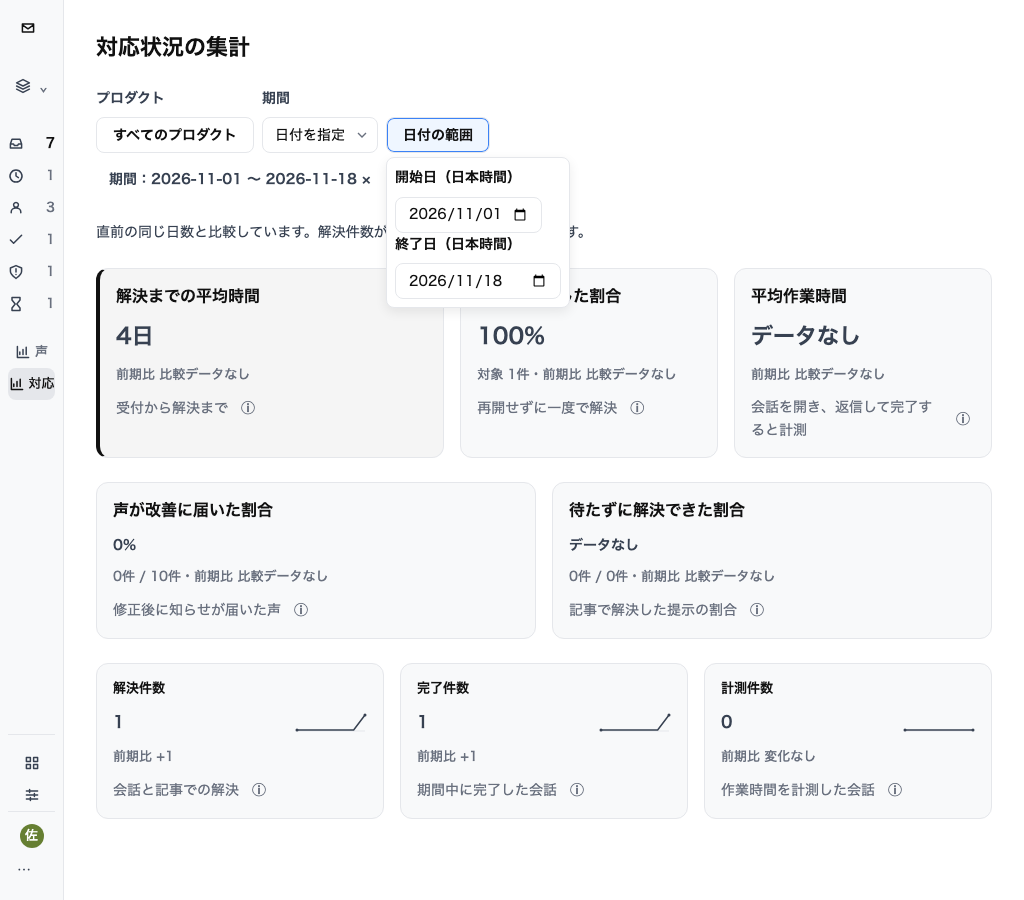 対応状況の集計
プロダクト
期間
すべてのプロダクト
日付を指定
日付の範囲
期間：2026-11-01 〜 2026-11-18 ×
開始日（日本時間）
2026/11/01
終了日（日本時間）
2026/11/18
直前の同じ日数と比較しています。解決件数が
す。
7
1
3
1
1
1
声
対応
佐
…
解決までの平均時間
4日
前期比 比較データなし
受付から解決まで
した割合
100%
対象 1件・前期比 比較データなし
再開せずに一度で解決
平均作業時間
データなし
前期比 比較データなし
会話を開き、返信して完了す
ると計測
声が改善に届いた割合
0%
0件 / 10件・前期比 比較データなし
修正後に知らせが届いた声
待たずに解決できた割合
データなし
0件 / 0件・前期比 比較データなし
記事で解決した提示の割合
解決件数
1
前期比 +1
会話と記事での解決
完了件数
1
前期比 +1
期間中に完了した会話
計測件数
0
前期比 変化なし
作業時間を計測した会話